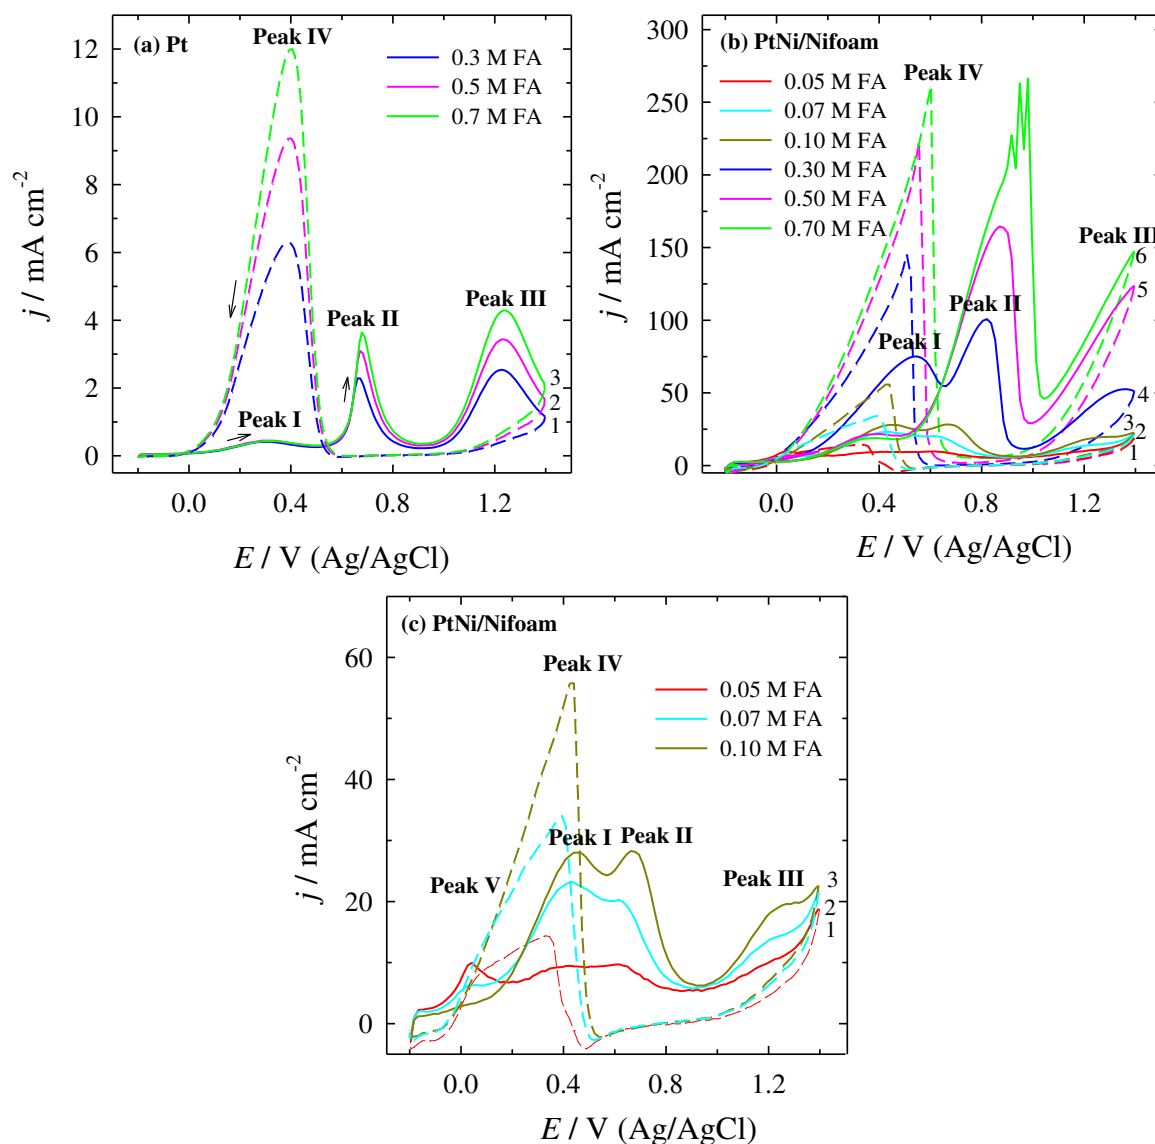 (a) Pt
Peak IV
0.3 M FA
0.5 M FA
0.7 M FA
Peak III
Peak II
Peak I
3
2
1
12
10
8
6
4
2
0
0.0 0.4 0.8 1.2
j / mA cm-2
E / V (Ag/AgCl)
(b) PtNi/Nifoam
Peak IV
0.05 M FA
0.07 M FA
0.10 M FA
0.30 M FA
0.50 M FA
0.70 M FA
Peak III
Peak II
Peak I
6
5
4
3
2
1
300
250
200
150
100
50
0
0.0 0.4 0.8 1.2
j / mA cm-2
E / V (Ag/AgCl)
(c) PtNi/Nifoam
Peak IV
0.05 M FA
0.07 M FA
0.10 M FA
Peak I Peak II
Peak V
Peak III
3
2
1
60
40
20
0
0.0 0.4 0.8 1.2
j / mA cm-2
E / V (Ag/AgCl)